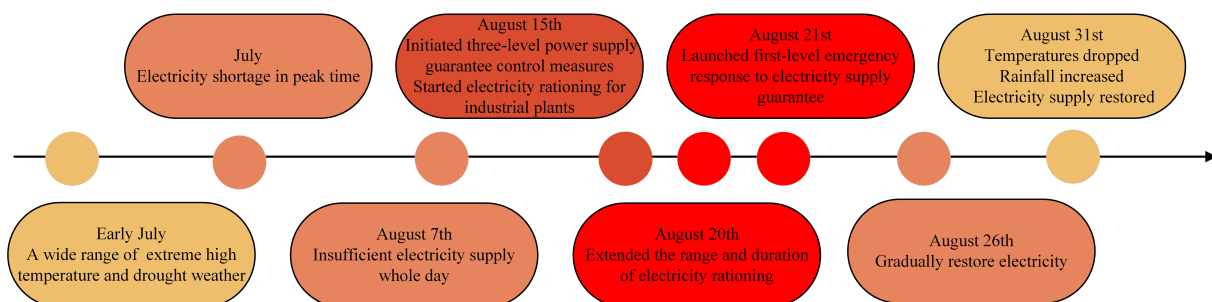 July
Electricity shortage in peak time
August 15th
Initiated three-level power supply
guarantee control measures
Started electricity rationing for
industrial plants
August 21st
Launched first-level emergency
response to electricity supply
guarantee
August 31st
Temperatures dropped
Rainfall increased
Electricity supply restored
Early July
A wide range of extreme high
temperature and drought weather
August 7th
Insufficient electricity supply
whole day
August 20th
Extended the range and duration
of electricity rationing
August 26th
Gradually restore electricity